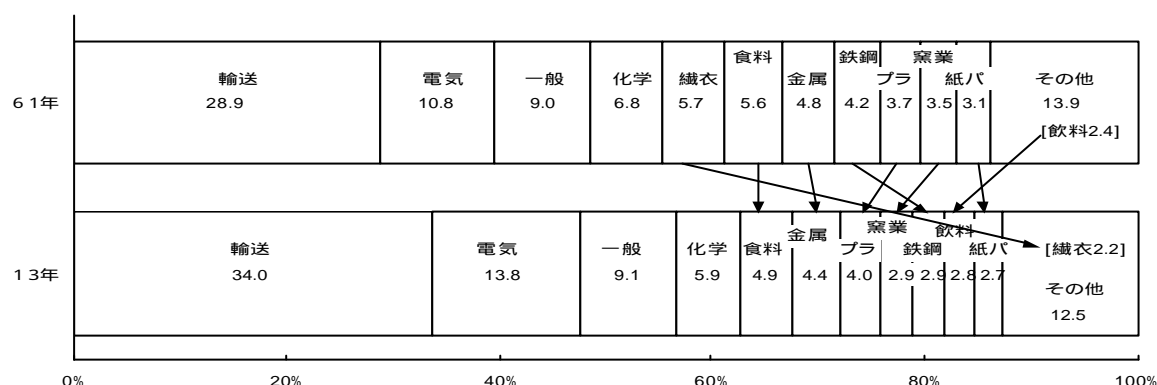 食料 鉄鋼 窯業
輸送 電気 一般 化学 繊衣 金属 プラ 紙パ その他
61年 28.9 10.8 9.0 6.8 5.7 5.6 4.8 4.2 3.7 3.5 3.1 13.9
[飲料2.4]
窯業 飲料
金属
輸送 電気 一般 化学 食料 プラ 鉄鋼 紙パ [繊衣2.2]
13年 34.0 13.8 9.1 5.9 4.9 4.4 4.0 2.9 2.9 2.8 2.7
その他
12.5
0% 20% 40% 60% 80% 100%